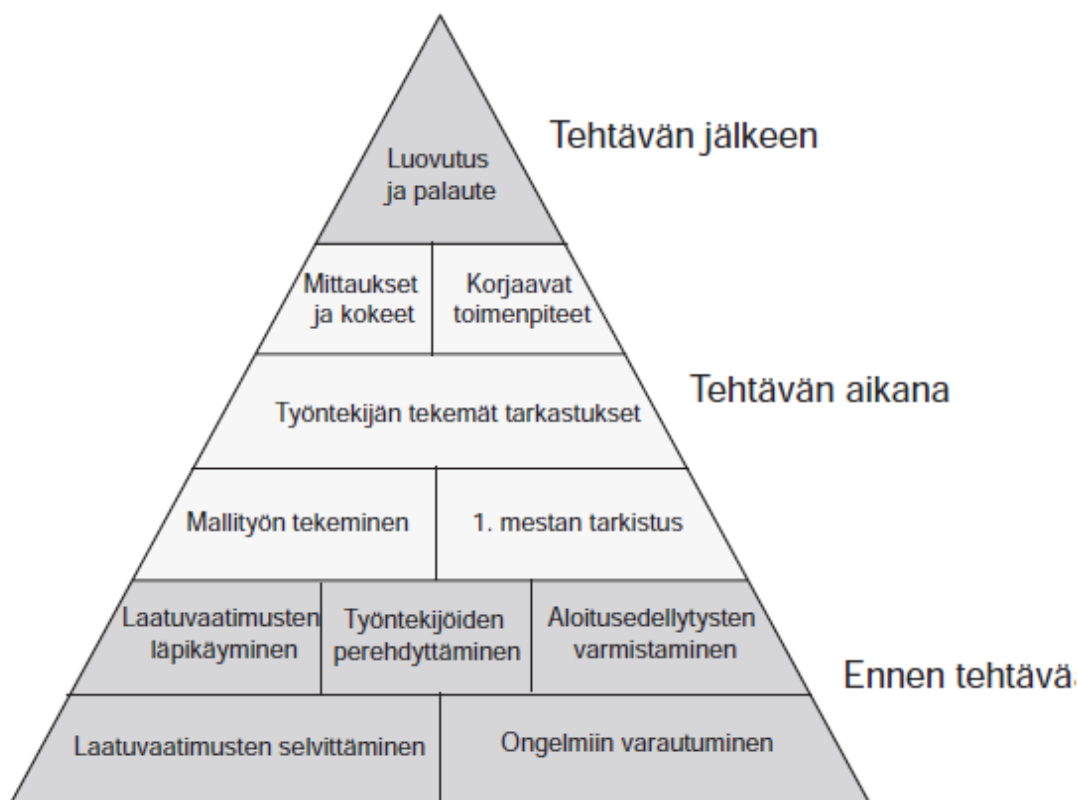 Tehtävän jälkeen
Luovutus
ja palaute
Mittaukset
ja kokeet
Korjaavat
toimenpiteet
Tehtävän aikana
Työntekijän tekemät tarkastukset
Mallityön tekeminen
1. mestan tarkistus
Laatuvaatimusten
läpikäyminen
Työntekijöiden
perehdyttäminen
Aloitusedellytysten
varmistaminen
Ennen
Laatuvaatimusten selvittäminen
Ongelmiin varautuminen